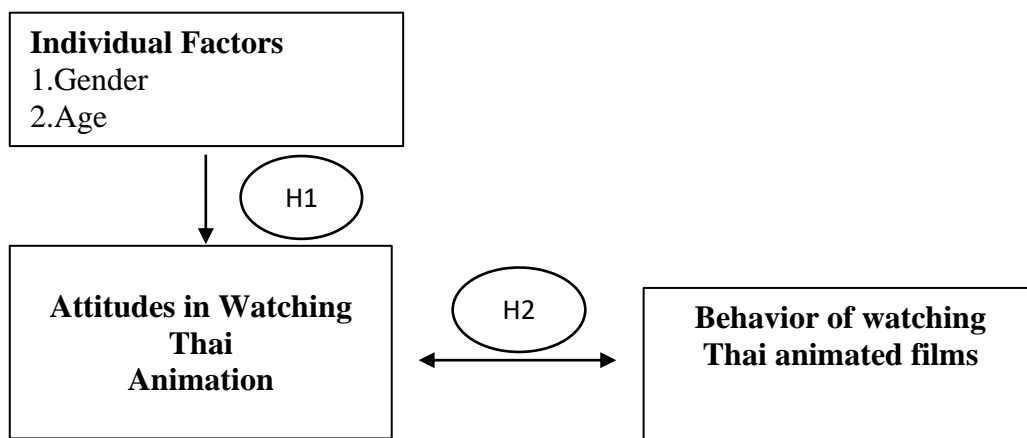 Individual Factors
1.Gender
2.Age
H1
Attitudes in Watching
Thai
Animation
H2
Behavior of watching
Thai animated films